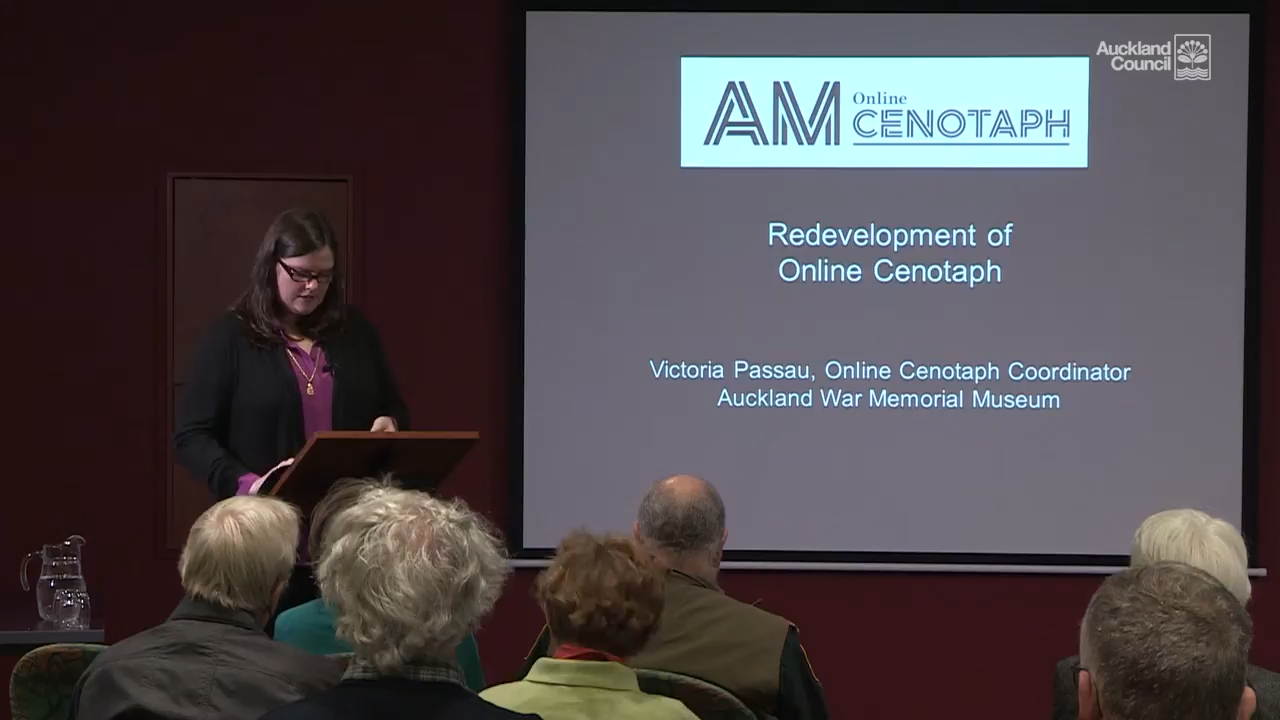 Auckland
Council
AM Online
CENOTAPH
Redevelopment of
Online Cenotaph
Victoria Passau, Online Cenotaph Coordinator
Auckland War Memorial Museum